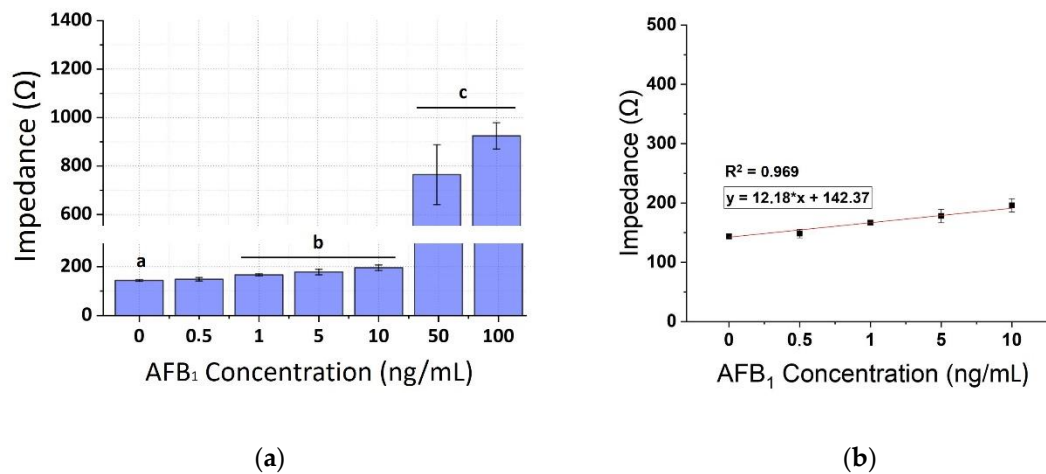 1400
1200
1000
800
600
200
0
Impedance (Ω)
a
b
c
0 0.5 1 5 10 50 100
AFB₁ Concentration (ng/mL)
(a)
500
400
300
200
100
0
Impedance (Ω)
R² = 0.969
y = 12.18*x + 142.37
0 0.5 1 5 10
AFB₁ Concentration (ng/mL)
(b)